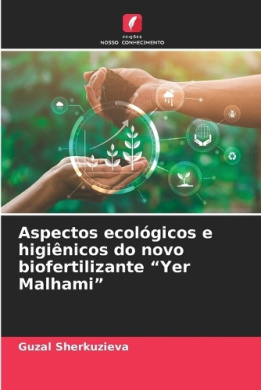 edições
NOSSO CONHECIMENTO
Aspectos ecológicos e
higiênicos do novo
biofertilizante “Yer
Malhami”
Guzal Sherkuzieva